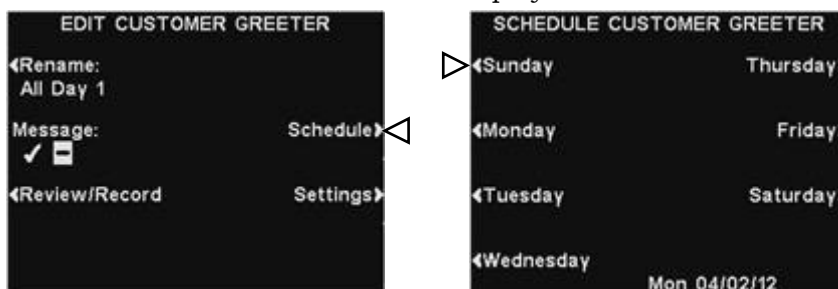 EDIT CUSTOMER GREETER
Rename:
All Day 1
Message:
Schedule
Review/Record
Settings
SCHEDULE CUSTOMER GREETER
Sunday
Thursday
Monday
Friday
Tuesday
Saturday
Wednesday
Mon 04/02/12